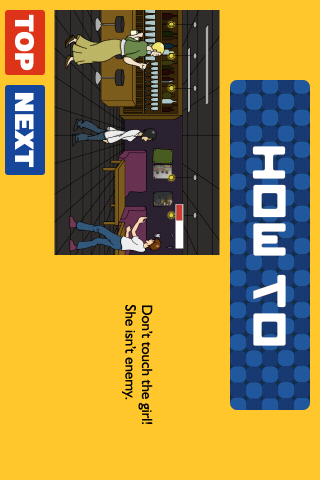 HOW TO
Don't touch the girl!
She isn't enemy.
TOP
NEXT